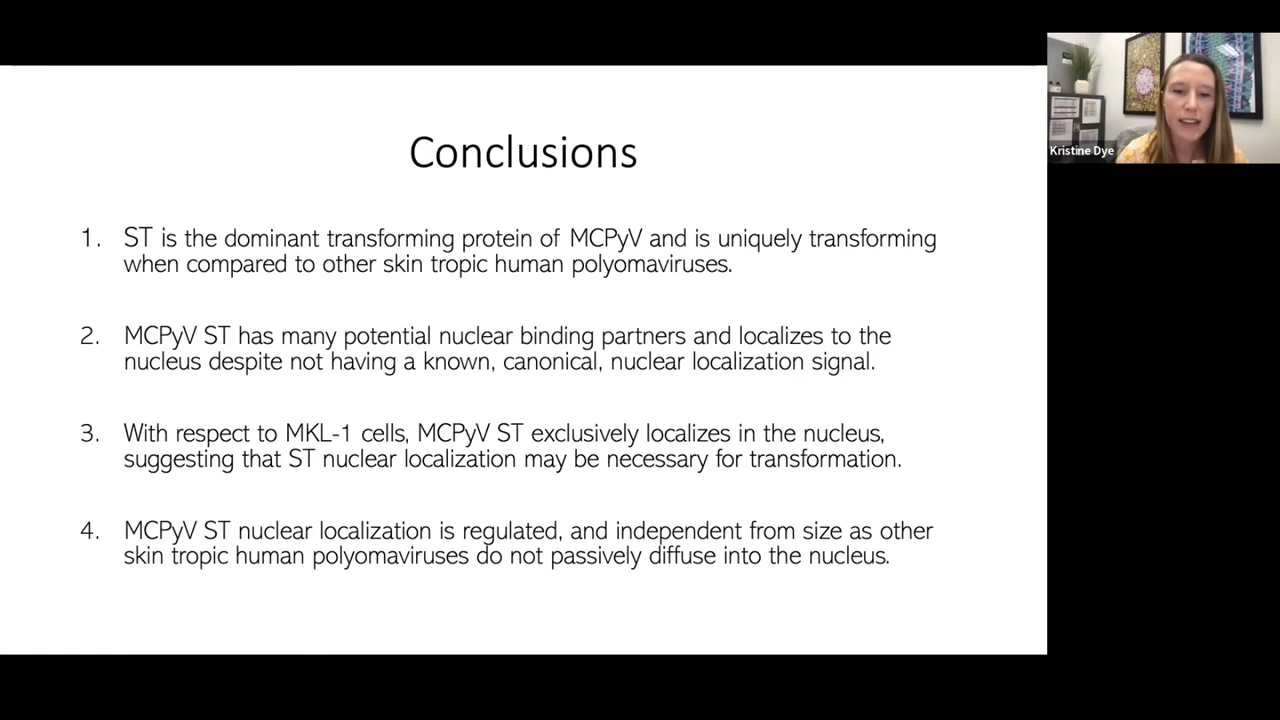 Conclusions
1. ST is the dominant transforming protein of MCPyV and is uniquely transforming
when compared to other skin tropic human polyomaviruses.
2. MCPyV ST has many potential nuclear binding partners and localizes to the
nucleus despite not having a known, canonical, nuclear localization signal.
3. With respect to MKL-1 cells, MCPyV ST exclusively localizes in the nucleus,
suggesting that ST nuclear localization may be necessary for transformation.
4. MCPyV ST nuclear localization is regulated, and independent from size as other
skin tropic human polyomaviruses do not passively diffuse into the nucleus.
Kristine Dye